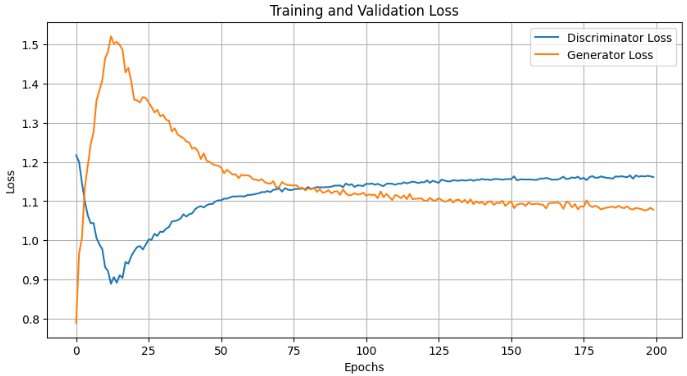 Training and Validation Loss
Discriminator Loss
Generator Loss
Loss
1.5
1.4
1.3
1.2
1.1
1.0
0.9
0.8
0 25 50 75 100 125 150 175 200
Epochs